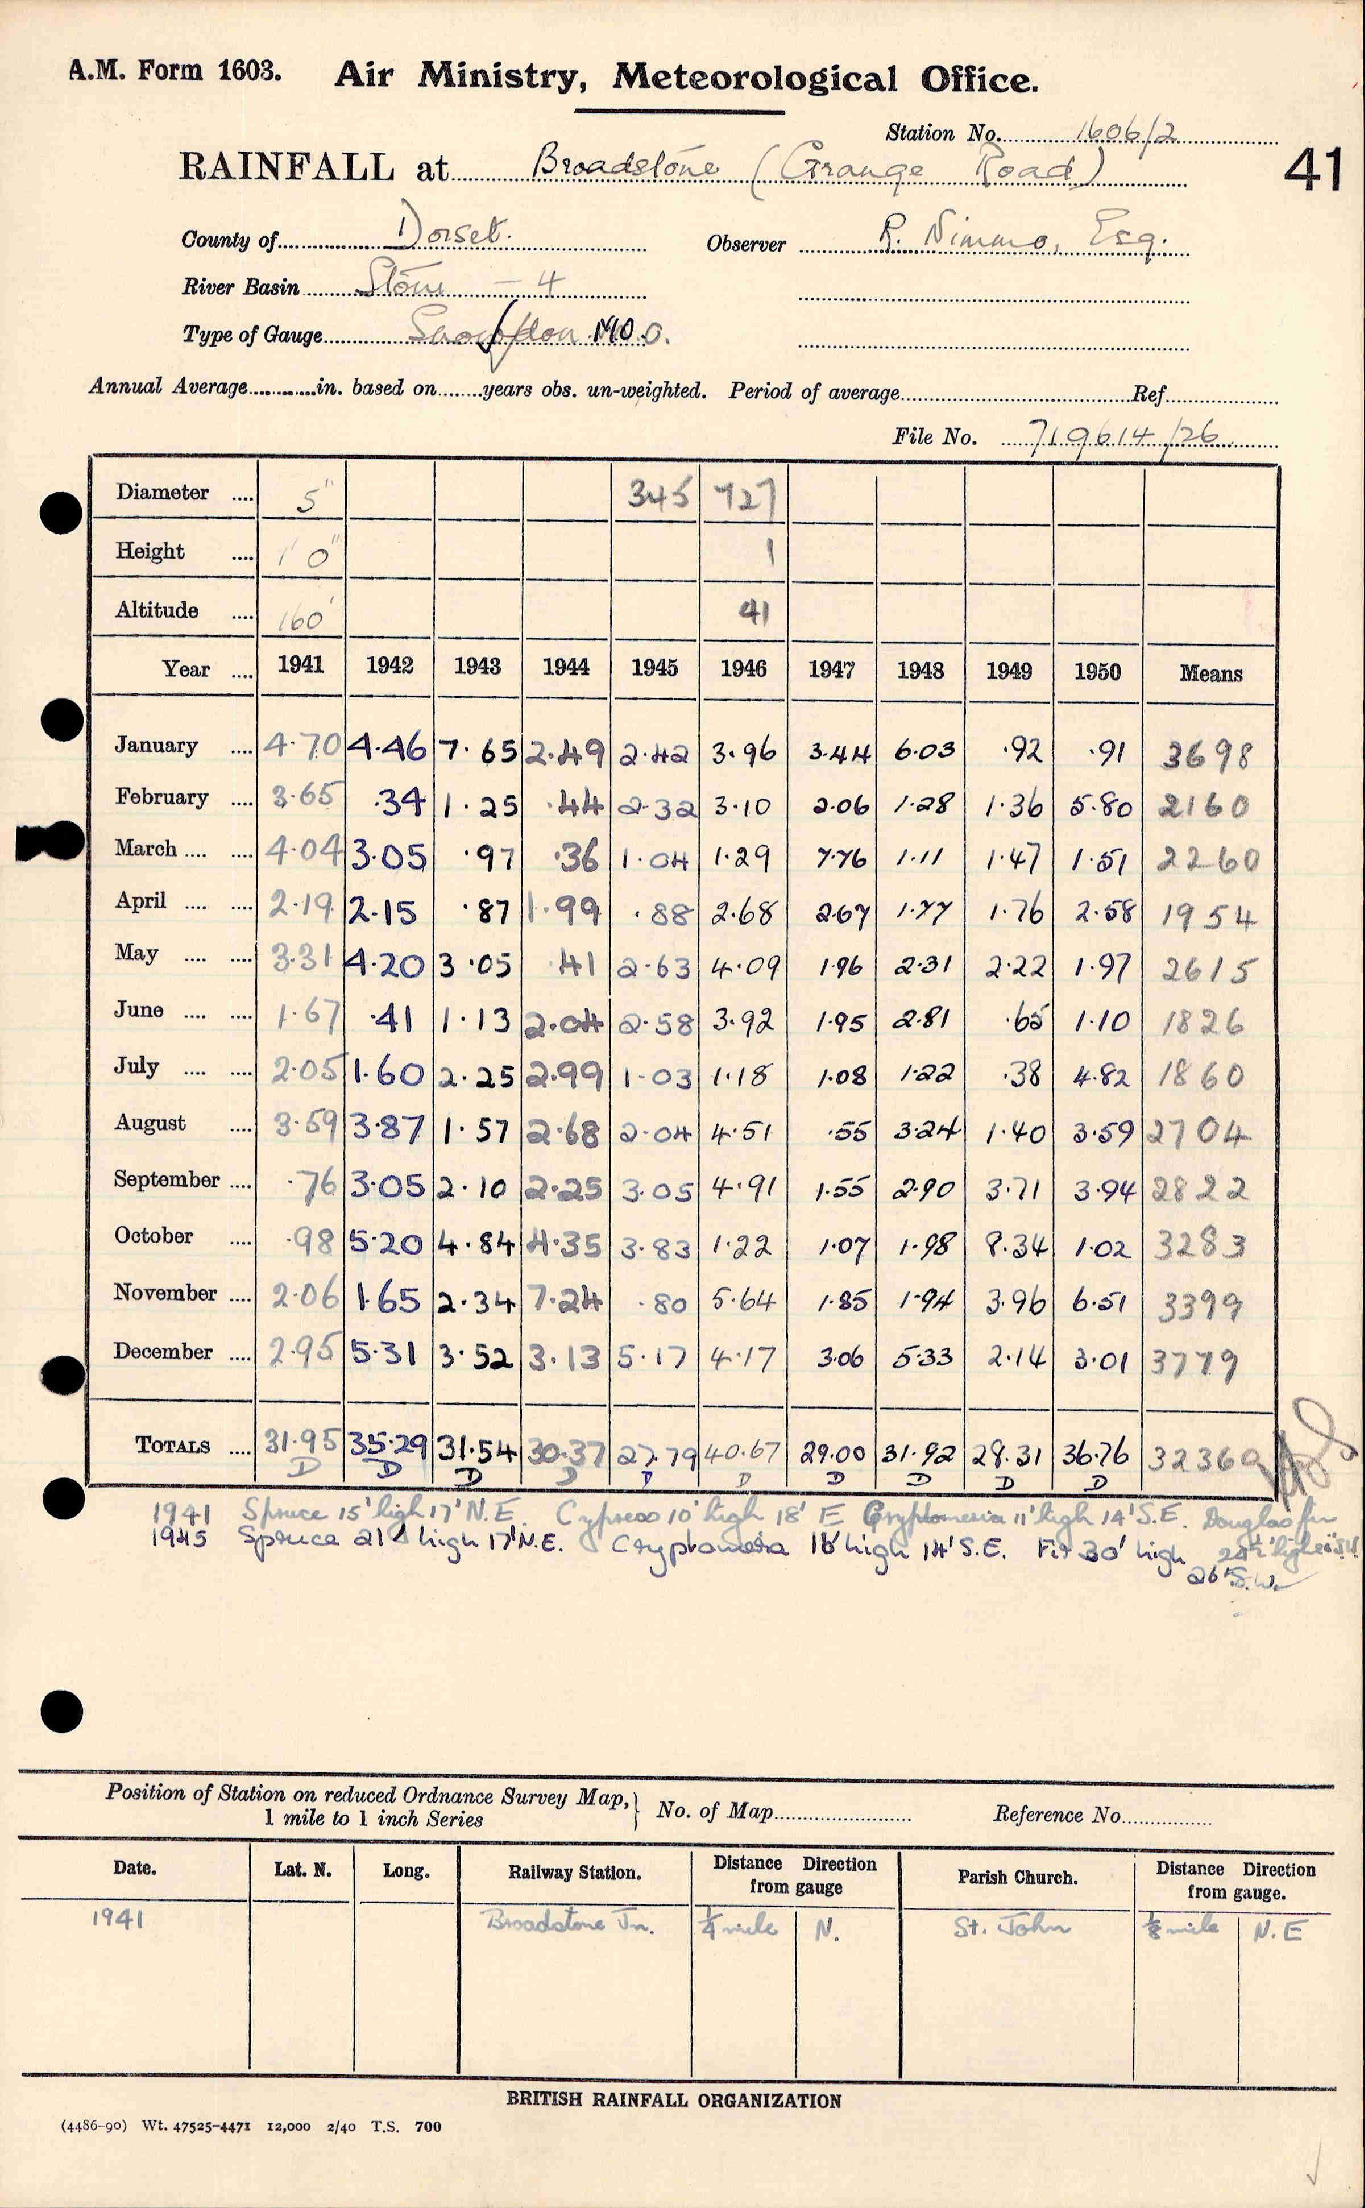 A.M. Form 1603. Air Ministry, Meteorological Office.
Station No. 1606/2
RAINFALL at Broadstone (Grange Road)
41
County of Dorset. Observer R. Nimmo, Esq.
River Basin Stour - 4
Type of Gauge Snowdon M.O.
Annual Average ............in. based on ........years obs. un-weighted. Period of average ........ Ref.
File No. 719614/26
Diameter .... 5" 345 727
Height .... 1' 0" 1
Altitude .... 160' 41
Year .... 1941 1942 1943 1944 1945 1946 1947 1948 1949 1950 Means
January .... 4.70 4.46 7.65 2.49 2.42 3.96 3.44 6.03 .92 .91 3698
February .... 3.65 .34 1.25 .44 2.32 3.10 2.06 1.28 1.36 5.80 2160
March .... .... 4.04 3.05 .97 .36 1.04 1.29 7.76 1.11 1.47 1.51 2260
April .... .... 2.19 2.15 .87 1.99 .88 2.68 2.67 1.77 1.76 2.58 1954
May .... .... 3.31 4.20 3.05 .41 2.63 4.09 1.96 2.31 2.22 1.97 2615
June .... .... 1.67 .41 1.13 2.04 2.58 3.92 1.95 2.81 .65 1.10 1826
July .... .... 2.05 1.60 2.25 2.99 1.03 1.18 1.08 1.22 .38 4.82 1860
August .... 3.59 3.87 1.57 2.68 2.04 4.51 .55 3.24 1.40 3.59 2704
September .... .76 3.05 2.10 2.25 3.05 4.91 1.55 2.90 3.71 3.94 2822
October .... .98 5.20 4.84 4.35 3.83 1.22 1.07 1.98 8.34 1.02 3283
November .... 2.06 1.65 2.34 7.24 .80 5.64 1.85 1.94 3.96 6.51 3399
December .... 2.95 5.31 3.52 3.13 5.17 4.17 3.06 5.33 2.14 3.01 3779
TOTALS .... 31.95 35.29 31.54 30.37 27.79 40.67 29.00 31.92 28.31 36.76 32360
D D D D D D D D D D
1941 Spruce 15' high 17' N.E. Cypress 10' high 18' E Cryptomeria 11' high 14' S.E. Douglas fir
1945 Spruce 21' high 17' N.E. Cryptomeria 16' high 14' S.E. Fir 30' high
26' S.W.
Position of Station on reduced Ordnance Survey Map,} No. of Map Reference No.
1 mile to 1 inch Series
Date. Lat. N. Long. Railway Station. Distance Direction from gauge Parish Church. Distance Direction from gauge.
1941 Broadstone Jn. ¼ mile N. St. John ⅛ mile N.E
BRITISH RAINFALL ORGANIZATION
(4486-90) Wt. 47525-4471 12,000 2/40 T.S. 700